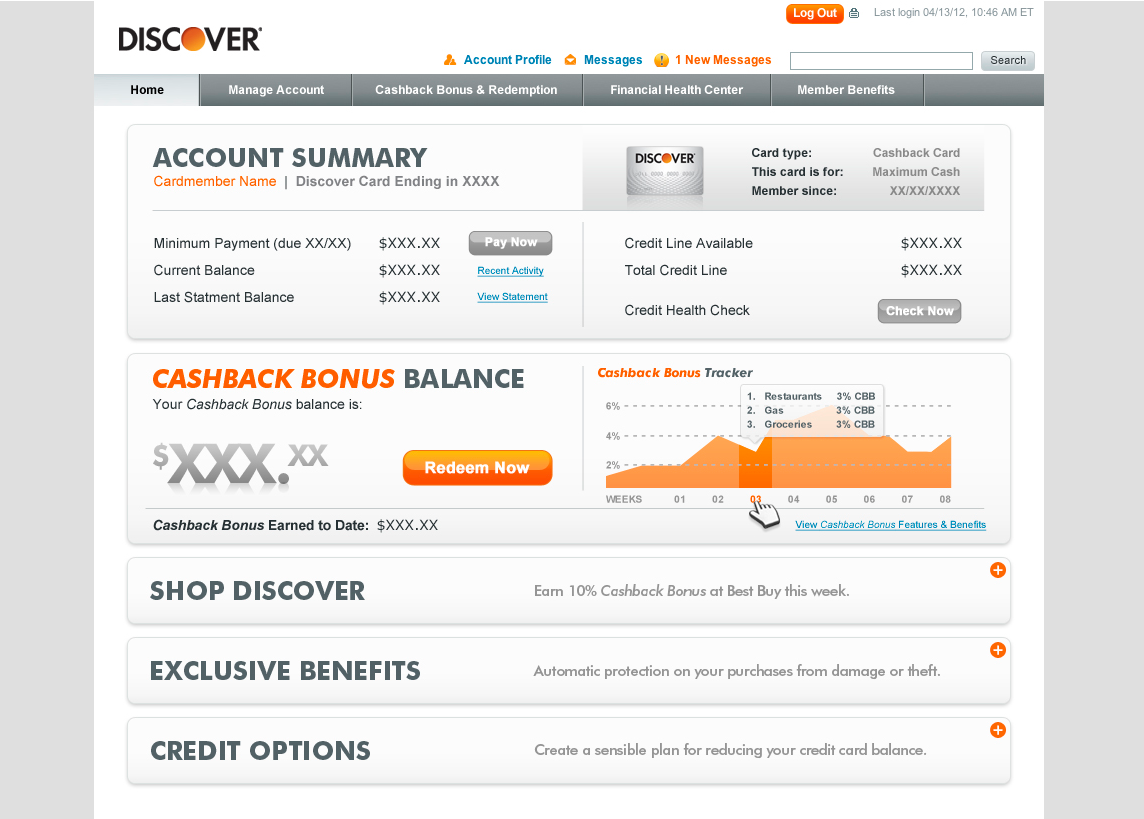 Log Out Last login 04/13/12, 10:46 AM ET
DISCOVER
Account Profile Messages 1 New Messages Search
Home Manage Account Cashback Bonus & Redemption Financial Health Center Member Benefits
ACCOUNT SUMMARY
Cardmember Name | Discover Card Ending in XXXX
DISCOVER
Card type: Cashback Card
This card is for: Maximum Cash
Member since: XX/XX/XXXX
Minimum Payment (due XX/XX) $XXX.XX Pay Now
Current Balance $XXX.XX Recent Activity
Last Statment Balance $XXX.XX View Statement
Credit Line Available $XXX.XX
Total Credit Line $XXX.XX
Credit Health Check Check Now
CASHBACK BONUS BALANCE
Your Cashback Bonus balance is:
$XXX.XX
Redeem Now
Cashback Bonus Tracker
1. Restaurants 3% CBB
2. Gas 3% CBB
3. Groceries 3% CBB
6%
4%
2%
WEEKS 01 02 03 04 05 06 07 08
Cashback Bonus Earned to Date: $XXX.XX
View Cashback Bonus Features & Benefits
SHOP DISCOVER Earn 10% Cashback Bonus at Best Buy this week.
EXCLUSIVE BENEFITS Automatic protection on your purchases from damage or theft.
CREDIT OPTIONS Create a sensible plan for reducing your credit card balance.